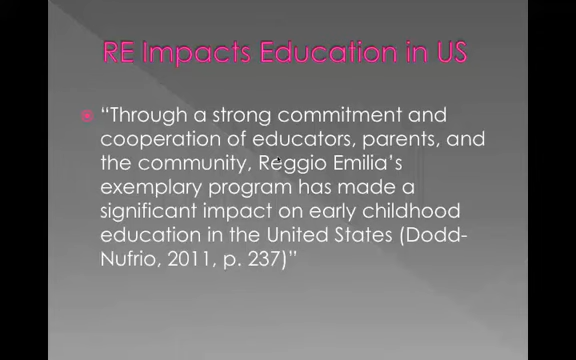 RE Impacts Education in US
“Through a strong commitment and
cooperation of educators, parents, and
the community, Reggio Emilia’s
exemplary program has made a
significant impact on early childhood
education in the United States (Dodd-
Nufrio, 2011, p. 237)”